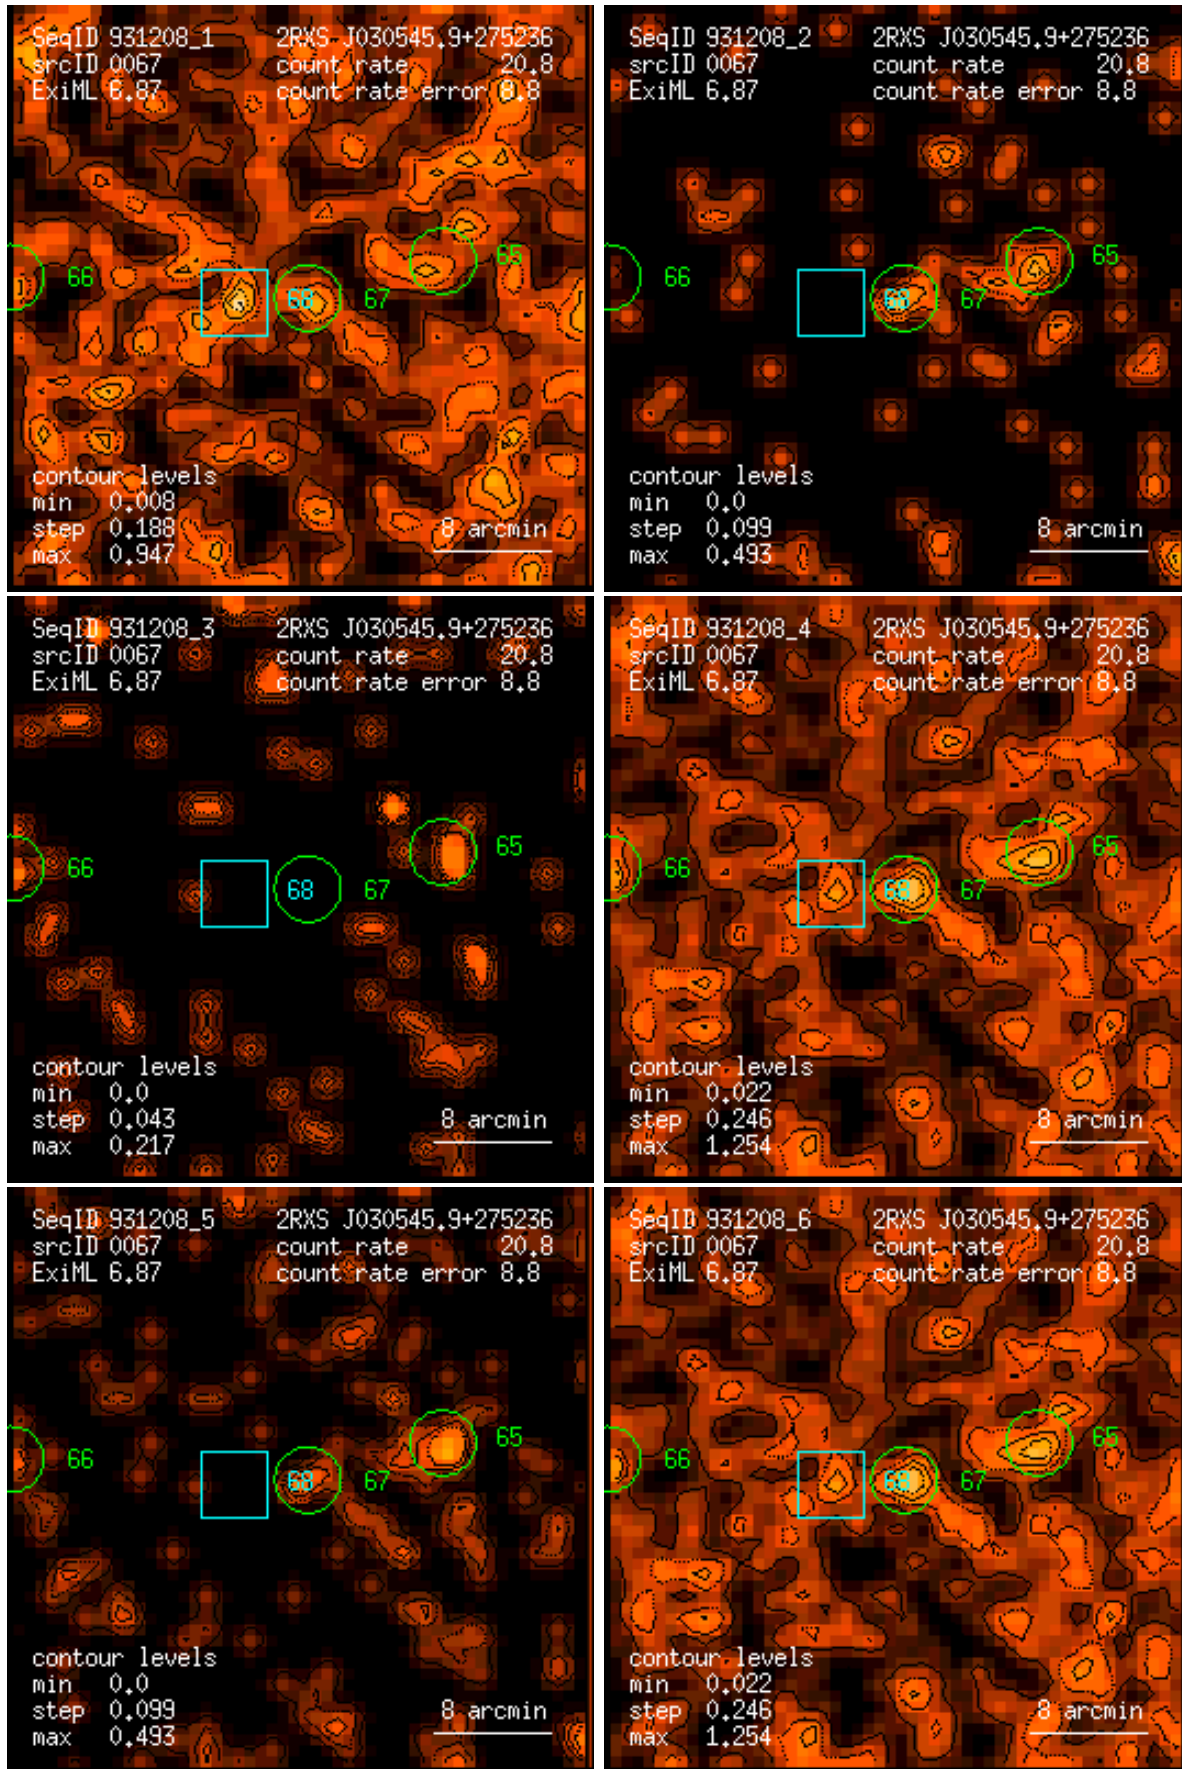 SeqID 931208_1 2RXS J030545.9+275236
srcID 0067 count rate 20.8
ExiML 6.87 count rate error 8.8
65
66
68
67
contour levels
min 0.008
step 0.188
max 0.947
8 arcmin
SeqID 931208_2 2RXS J030545.9+275236
srcID 0067 count rate 20.8
ExiML 6.87 count rate error 8.8
65
66
68
67
contour levels
min 0.0
step 0.099
max 0.493
8 arcmin
SeqID 931208_3 2RXS J030545.9+275236
srcID 0067 count rate 20.8
ExiML 6.87 count rate error 8.8
65
66
68
67
contour levels
min 0.0
step 0.043
max 0.217
8 arcmin
SeqID 931208_4 2RXS J030545.9+275236
srcID 0067 count rate 20.8
ExiML 6.87 count rate error 8.8
65
66
68
67
contour levels
min 0.022
step 0.246
max 1.254
8 arcmin
SeqID 931208_5 2RXS J030545.9+275236
srcID 0067 count rate 20.8
ExiML 6.87 count rate error 8.8
65
66
68
67
contour levels
min 0.0
step 0.099
max 0.493
8 arcmin
SeqID 931208_6 2RXS J030545.9+275236
srcID 0067 count rate 20.8
ExiML 6.87 count rate error 8.8
65
66
68
67
contour levels
min 0.022
step 0.246
max 1.254
8 arcmin